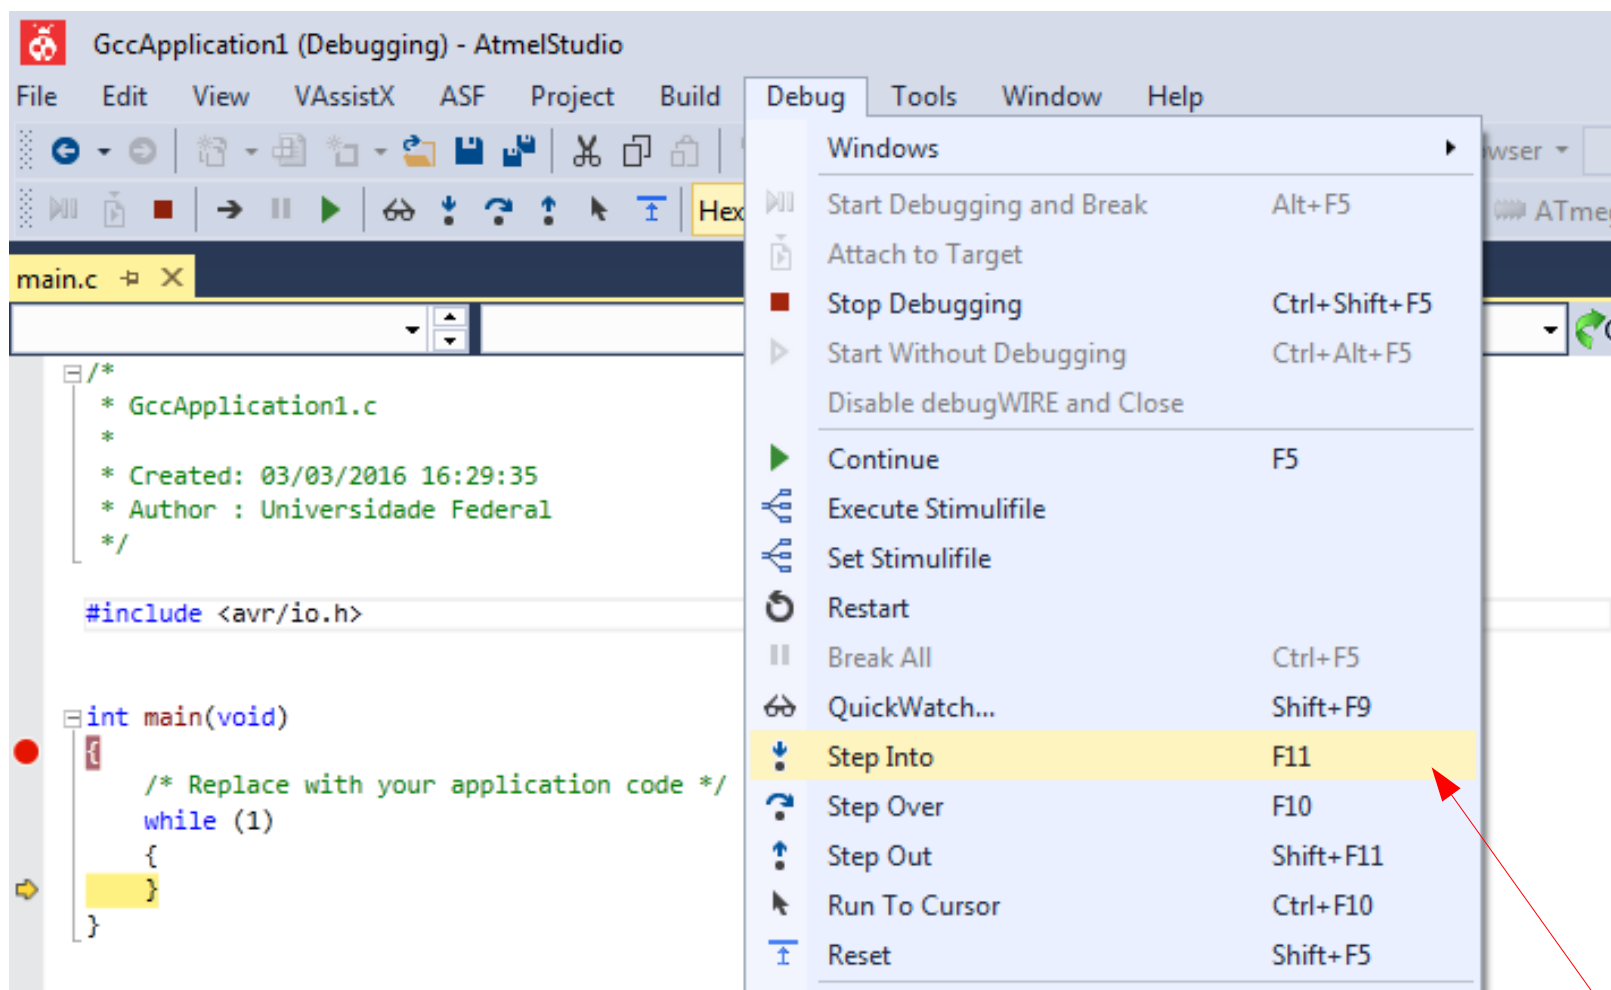 GccApplication1 (Debugging) - AtmelStudio
File Edit View VAssistX ASF Project Build Debug Tools Window Help
Windows
Start Debugging and Break Alt+F5
Hex
Attach to Target
main.c
Stop Debugging Ctrl+Shift+F5
Start Without Debugging Ctrl+Alt+F5
Disable debugWIRE and Close
Continue F5
Execute Stimulifile
Set Stimulifile
Restart
Break All Ctrl+F5
QuickWatch... Shift+F9
Step Into F11
Step Over F10
Step Out Shift+F11
Run To Cursor Ctrl+F10
Reset Shift+F5
/*
* GccApplication1.c
*
* Created: 03/03/2016 16:29:35
* Author : Universidade Federal
*/
#include <avr/io.h>
int main(void)
{
/* Replace with your application code */
while (1)
{
}
}